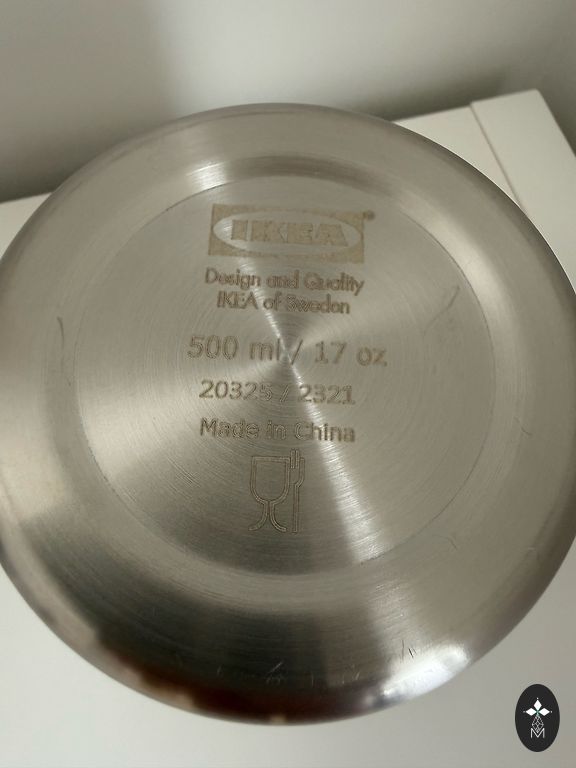 IKEA®
Design and Quality
IKEA of Sweden
500 ml / 17 oz
20325 / 2321
Made in China
M